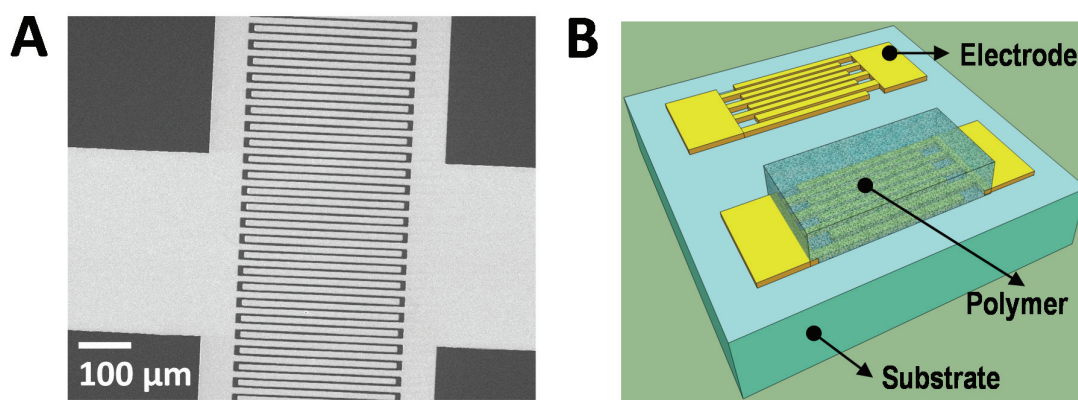 A
100 µm
B
Electrode
Polymer
Substrate